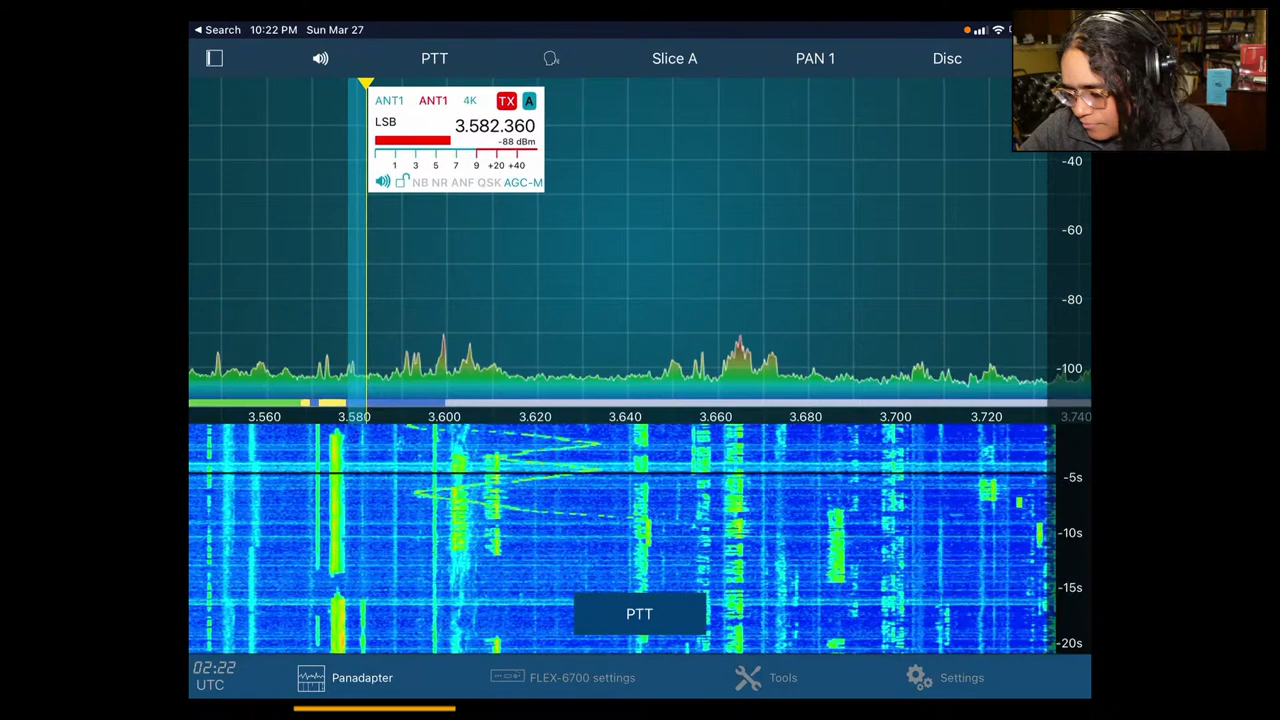 Search 10:22 PM Sun Mar 27
PTT Slice A PAN 1 Disc
ANT1 ANT1 4K TX A
LSB 3.582.360
-88 dBm
1 3 5 7 9 +20 +40
NB NR ANF QSK AGC-M
-40
-60
-80
-100
3.560 3.580 3.600 3.620 3.640 3.660 3.680 3.700 3.720 3.740
-5s
-10s
-15s
PTT
-20s
02:22
UTC
Panadapter FLEX-6700 settings Tools Settings